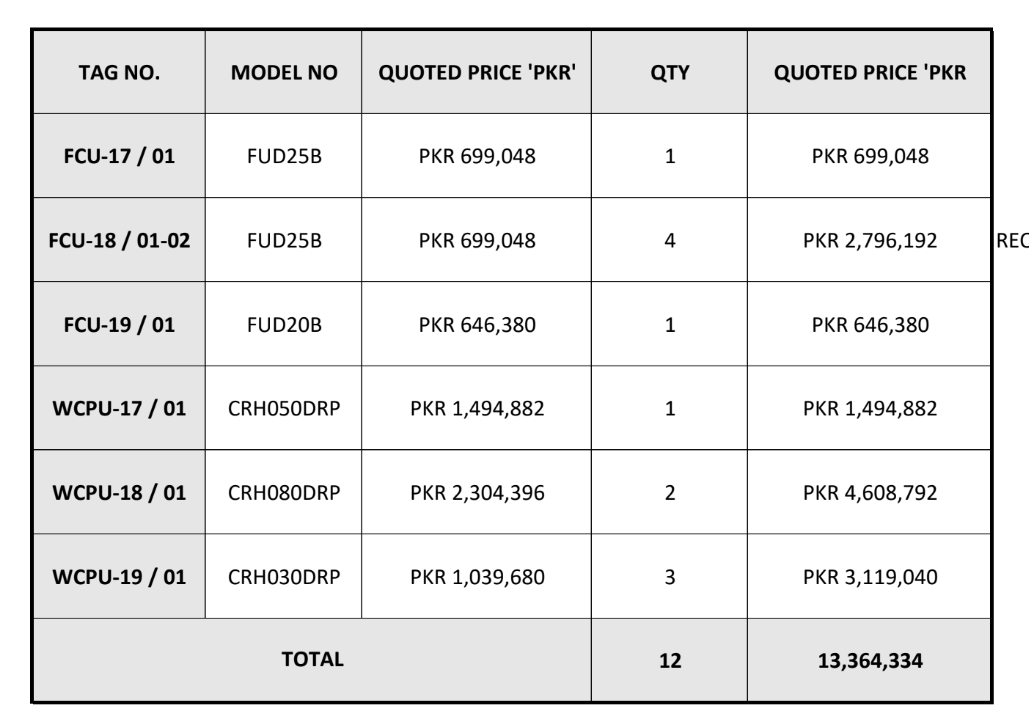 TAG NO. MODEL NO QUOTED PRICE 'PKR' QTY QUOTED PRICE 'PKR
FCU-17 / 01 FUD25B PKR 699,048 1 PKR 699,048
FCU-18 / 01-02 FUD25B PKR 699,048 4 PKR 2,796,192
FCU-19 / 01 FUD20B PKR 646,380 1 PKR 646,380
WCPU-17 / 01 CRH050DRP PKR 1,494,882 1 PKR 1,494,882
WCPU-18 / 01 CRH080DRP PKR 2,304,396 2 PKR 4,608,792
WCPU-19 / 01 CRH030DRP PKR 1,039,680 3 PKR 3,119,040
TOTAL 12 13,364,334